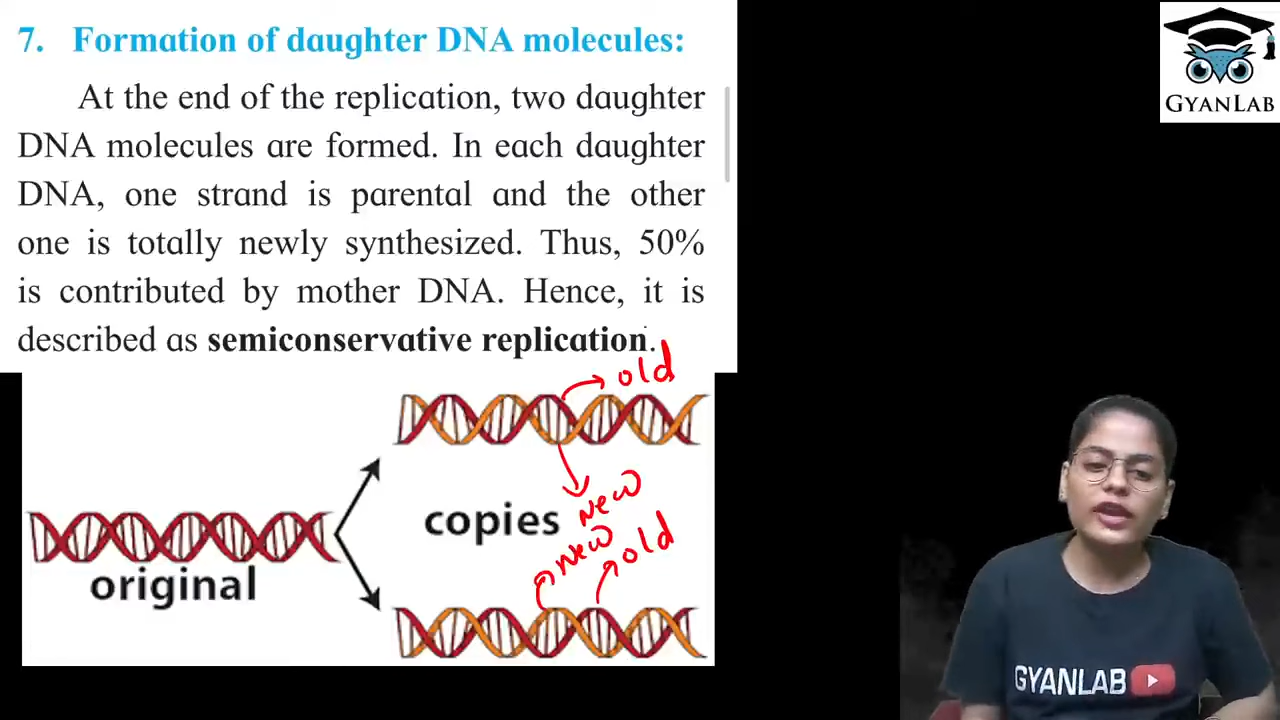 7. Formation of daughter DNA molecules:
At the end of the replication, two daughter
DNA molecules are formed. In each daughter
DNA, one strand is parental and the other
one is totally newly synthesized. Thus, 50%
is contributed by mother DNA. Hence, it is
described as semiconservative replication.
old
New
copies
New
old
original
GYANLAB
GYANLAB